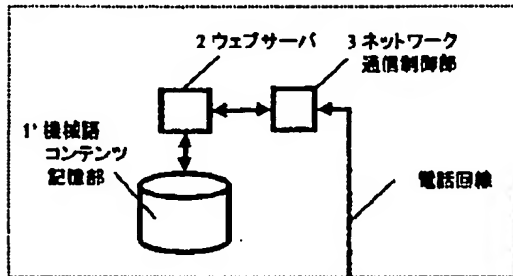 2 ウェブサーバ
3 ネットワーク
通信制御部
1' 機械語
コンテンツ
記憶部
電話回線